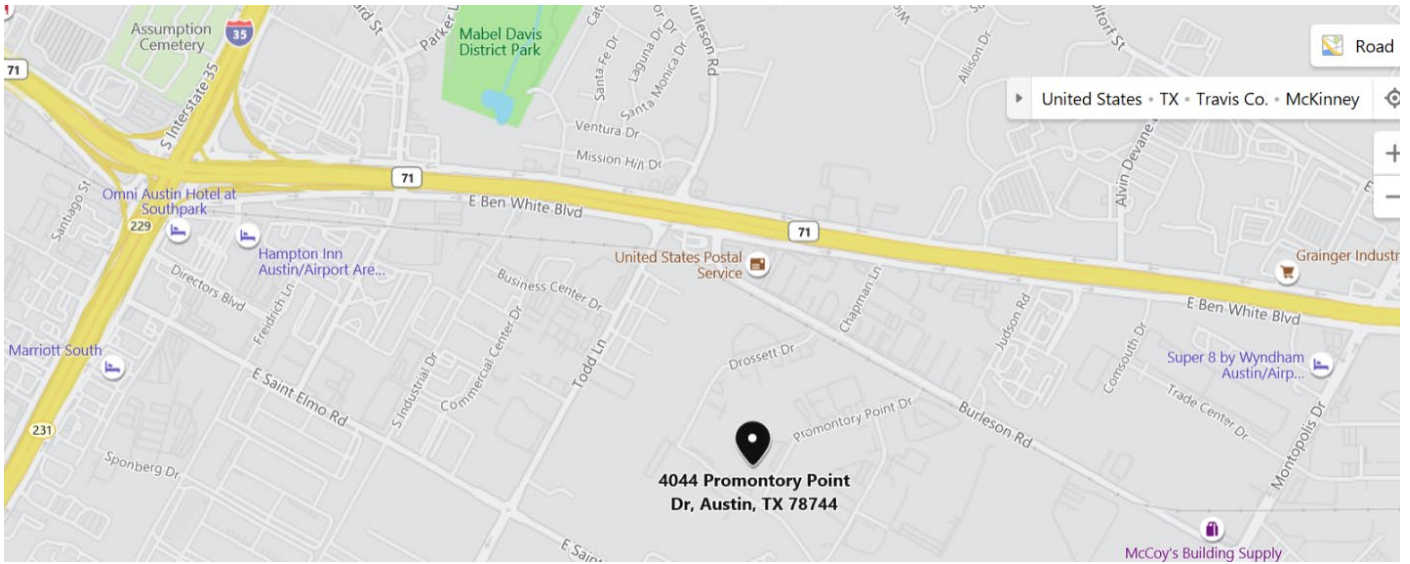 Assumption
Cemetery
35
71
S Interstate 35
Parker L
Mabel Davis
District Park
Santa Fe Dr
Laguna Dr
Santa Monica Dr
Burleson Rd
Ventura Dr
Mission Hill Dr
Allison Dr
Road
United States • TX • Travis Co. • McKinney
+
−
Alvin Devane
Santiago St
Omni Austin Hotel at
Southpark
229
71
E Ben White Blvd
Hampton Inn
Austin/Airport Are...
Directors Blvd
Freidrich Ln
Business Center Dr
United States Postal
Service
71
Chapman Ln
Judson Rd
Grainger Industr
E Ben White Blvd
Marriott South
E Saint Elmo Rd
S Industrial Dr
Commercial Center Dr
Todd Ln
Drossett Dr
Promontory Point Dr
Burleson Rd
Comsouth Dr
Super 8 by Wyndham
Austin/Airp...
Trade Center Dr
Montopolis Dr
231
Sponberg Dr
4044 Promontory Point
Dr, Austin, TX 78744
E Sain
McCoy's Building Supply